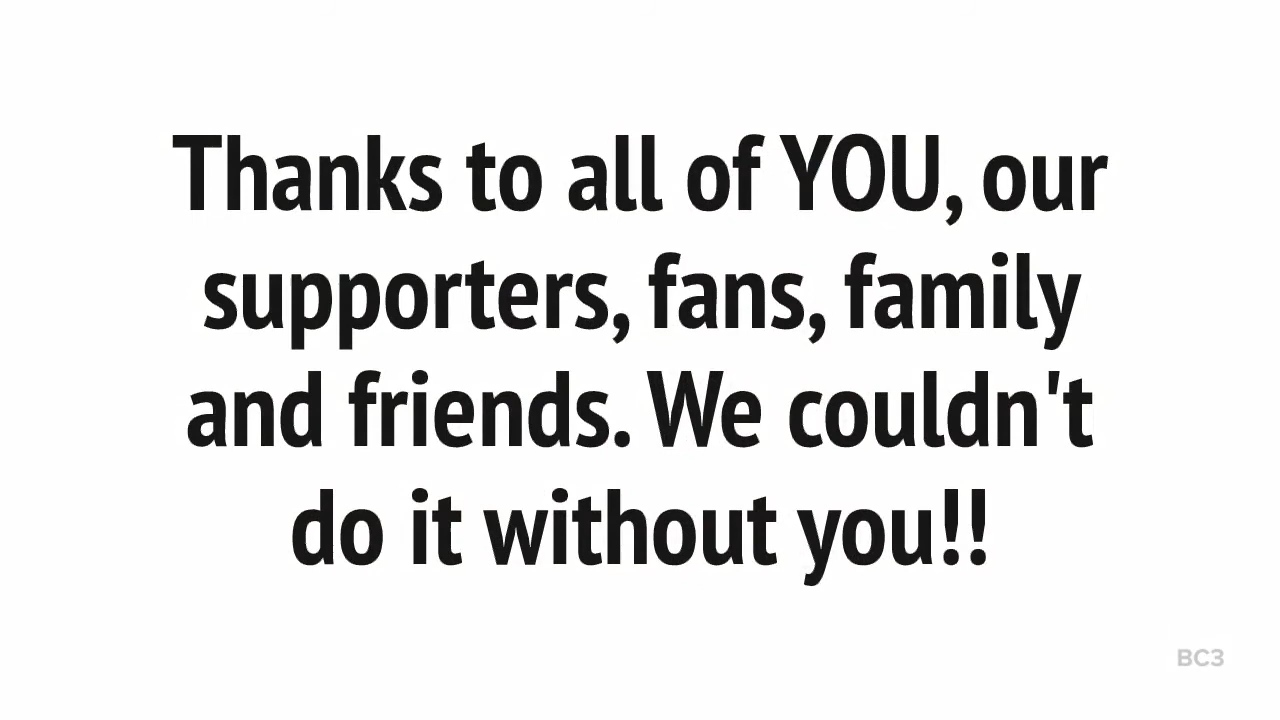 Thanks to all of YOU, our
supporters, fans, family
and friends. We couldn't
do it without you!!
BC3